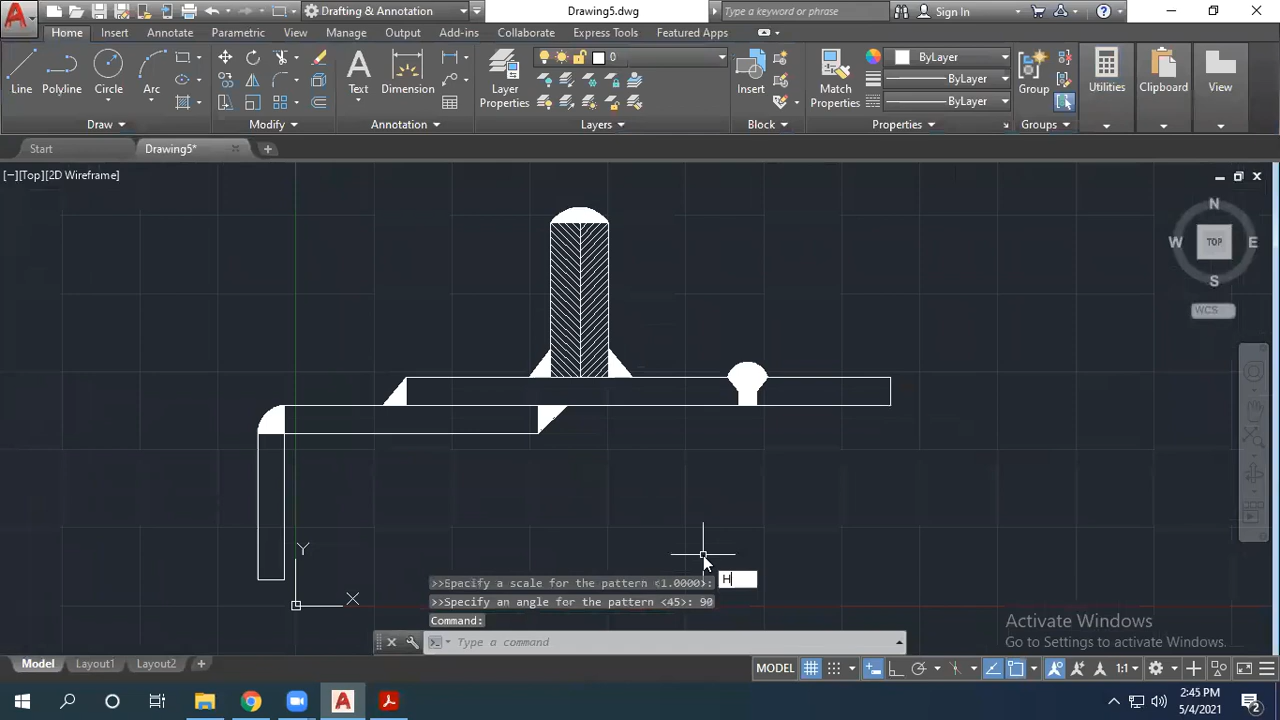 Drafting & Annotation
Drawing5.dwg
Type a keyword or phrase
Sign In
Home Insert Annotate Parametric View Manage Output Add-ins Collaborate Express Tools Featured Apps
Line Polyline Circle Arc
Text Dimension
Layer Properties
0
Insert
Match Properties
ByLayer
ByLayer
ByLayer
Group
Utilities
Clipboard
View
Draw Modify Annotation Layers Block Properties Groups
Start Drawing5*
[−][Top][2D Wireframe]
N
W TOP E
S
WCS
Y
X
>>Specify a scale for the pattern <1.0000>:
H
>>Specify an angle for the pattern <45>: 90
Command:
Type a command
Activate Windows
Go to Settings to activate Windows.
Model Layout1 Layout2
MODEL
1:1
2:45 PM
5/4/2021
2